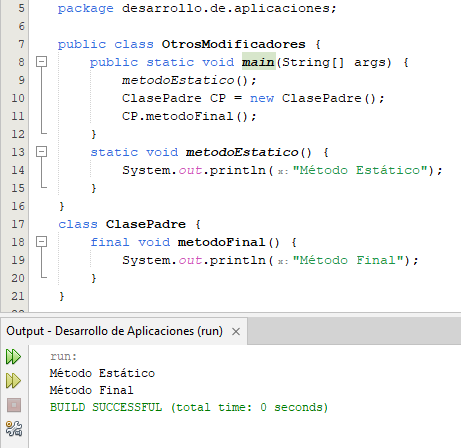 5 package desarrollo.de.aplicaciones;
6
7 public class OtrosModificadores {
8 public static void main(String[] args) {
9 metodoEstatico();
10 ClasePadre CP = new ClasePadre();
11 CP.metodoFinal();
12 }
13 static void metodoEstatico() {
14 System.out.println(x:"Método Estático");
15 }
16 }
17 class ClasePadre {
18 final void metodoFinal() {
19 System.out.println(x:"Método Final");
20 }
21 }
Output - Desarrollo de Aplicaciones (run) ×
run:
Método Estático
Método Final
BUILD SUCCESSFUL (total time: 0 seconds)